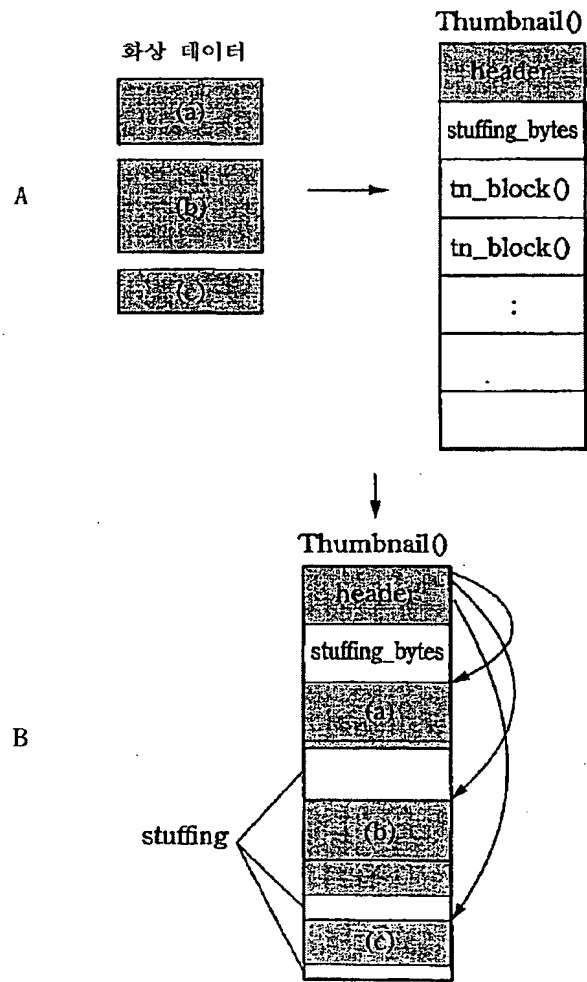 Thumbnail()
화상 데이터
header
(a)
stuffing_bytes
A
(b)
tn_block()
tn_block()
(c)
:
Thumbnail()
header
stuffing_bytes
(a)
B
stuffing
(b)
(c)